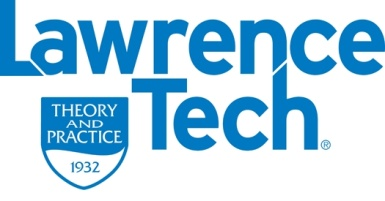 Lawrence
Tech®
THEORY
AND
PRACTICE
1932